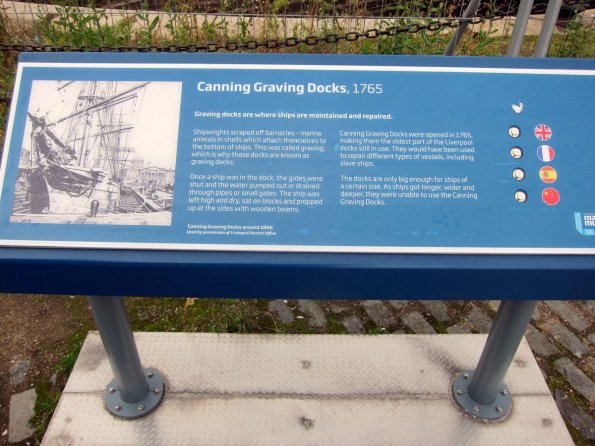 Canning Graving Docks, 1765
Graving docks are where ships are maintained and repaired.
Shipwrights scraped off barnacles – marine
animals in shells which attach themselves to
the bottom of ships. This was called graving,
which is why these docks are known as
graving docks.
Once a ship was in the dock, the gates were
shut and the water pumped out or drained
through pipes or small gates. The ship was
left high and dry, sat on blocks and propped
up at the sides with wooden beams.
Canning Graving Docks around 1890
Used by permission of Liverpool Record Office
Canning Graving Docks were opened in 1765,
making them the oldest part of the Liverpool
docks still in use. They would have been used
to repair different types of vessels, including
slave ships.
The docks are only big enough for ships of
a certain size. As ships got longer, wider and
deeper, they were unable to use the Canning
Graving Docks.